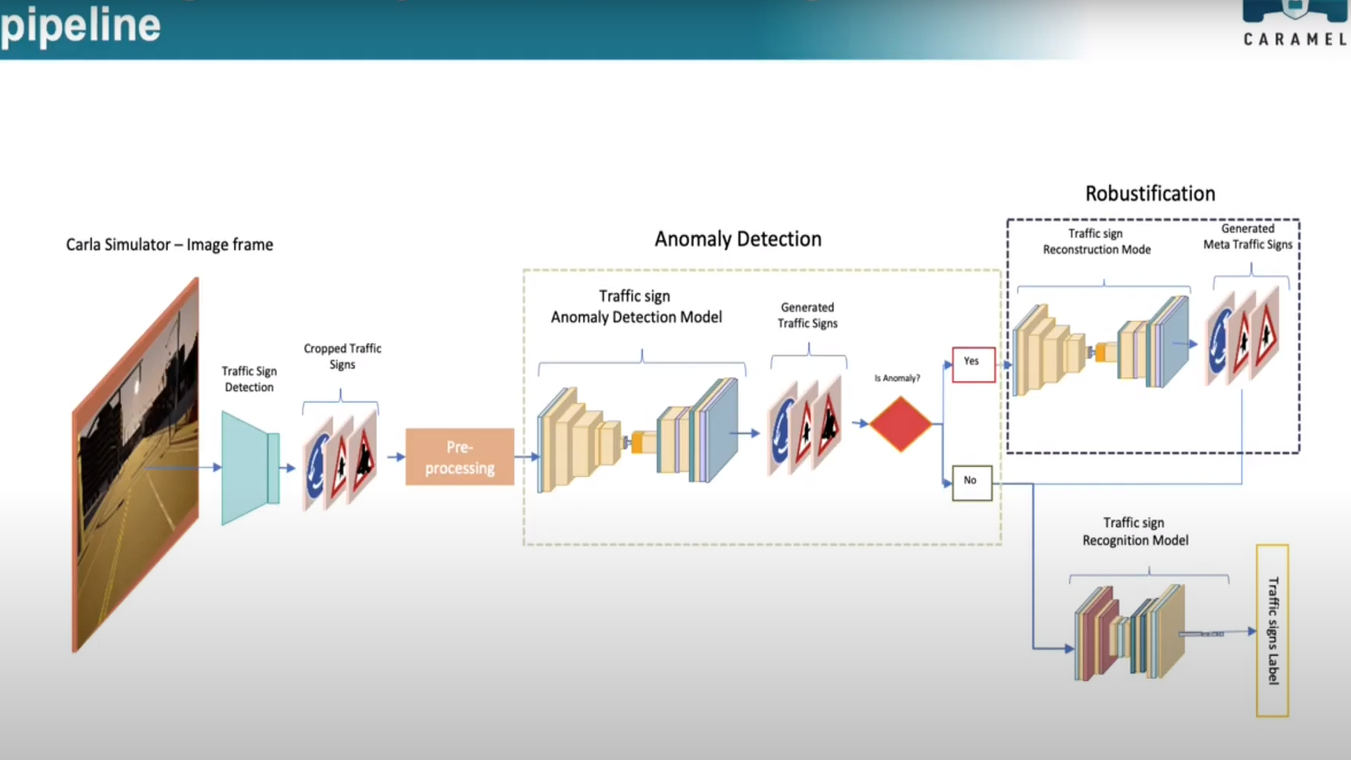 pipeline
CARAMEL
Robustification
Traffic sign
Reconstruction Mode
Generated
Meta Traffic Signs
Anomaly Detection
Carla Simulator – Image frame
Traffic sign
Anomaly Detection Model
Generated
Traffic Signs
Cropped Traffic
Signs
Traffic Sign
Detection
Is Anomaly?
Yes
Pre-
processing
No
Traffic sign
Recognition Model
Traffic signs Label